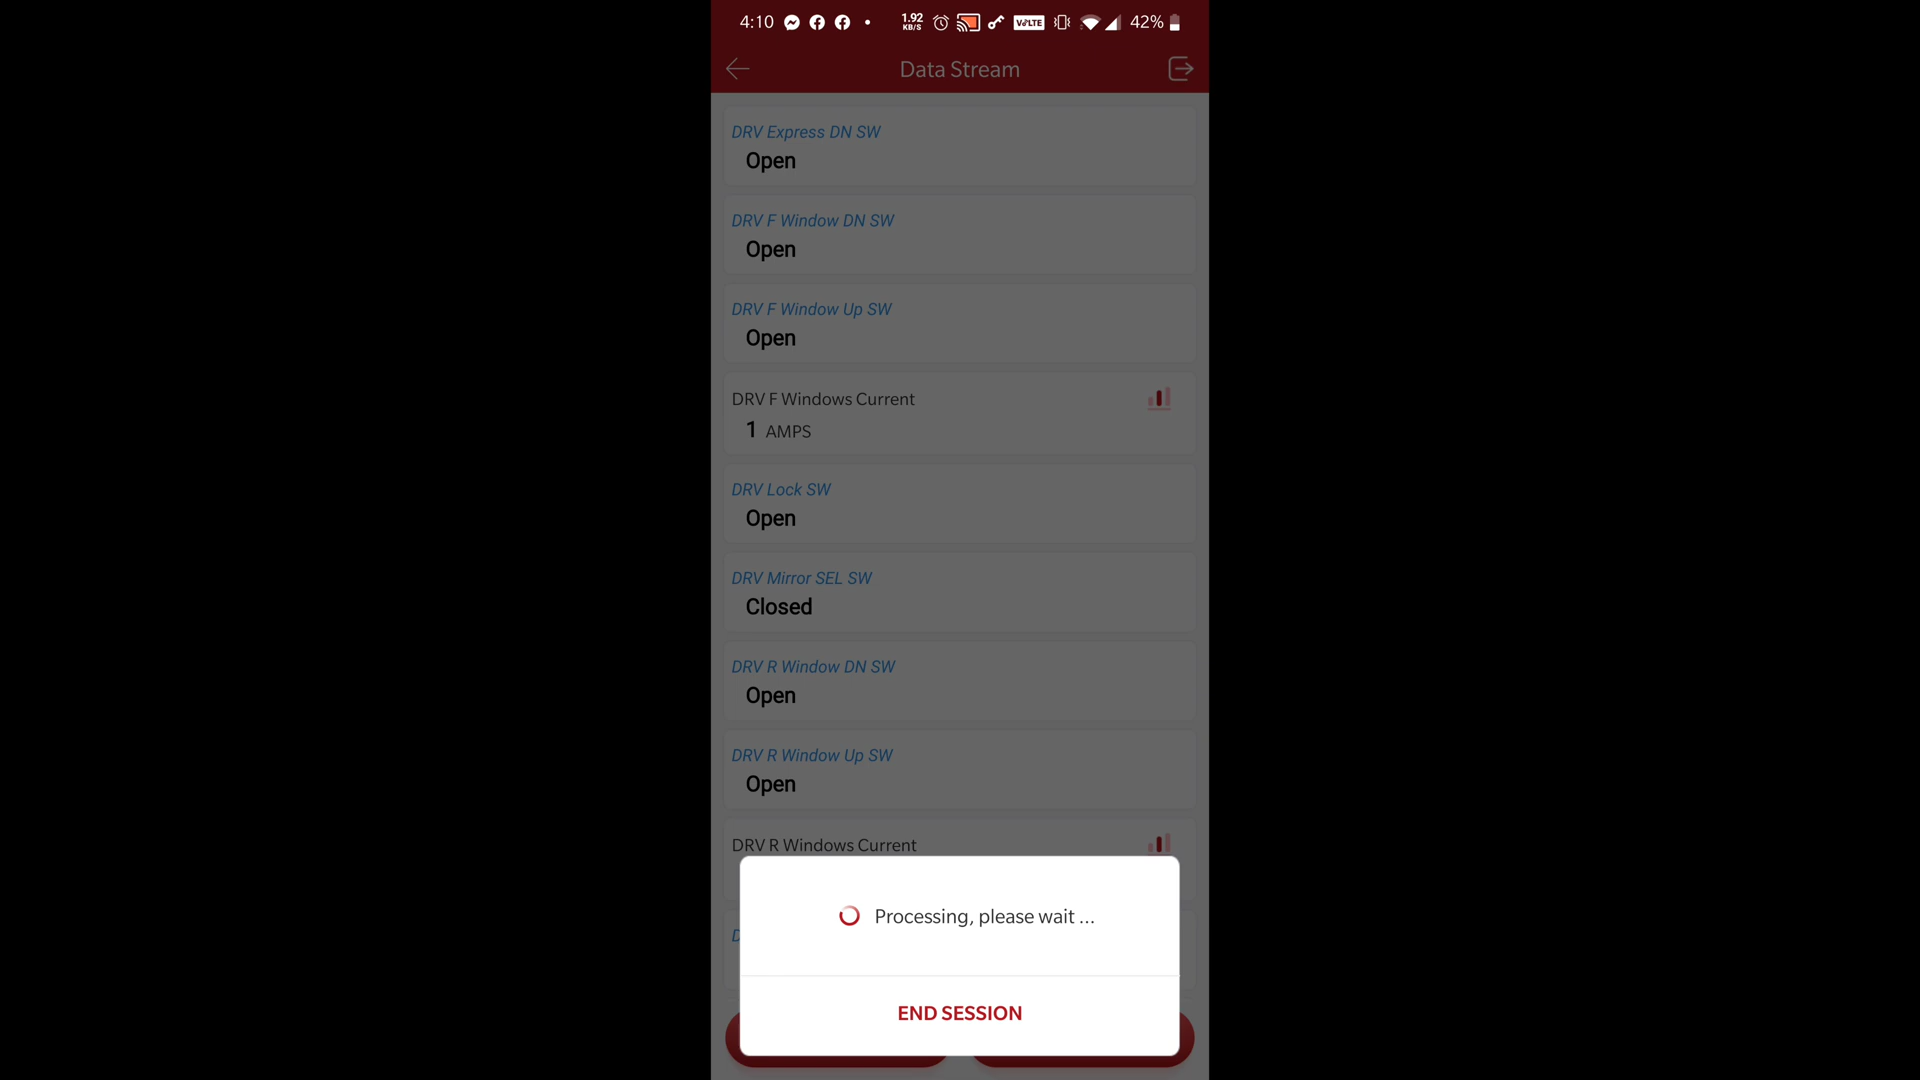 4:10 1.92 KB/S VoLTE 42%
Data Stream
DRV Express DN SW
Open
DRV F Window DN SW
Open
DRV F Window Up SW
Open
DRV F Windows Current
1 AMPS
DRV Lock SW
Open
DRV Mirror SEL SW
Closed
DRV R Window DN SW
Open
DRV R Window Up SW
Open
DRV R Windows Current
Processing, please wait ...
END SESSION